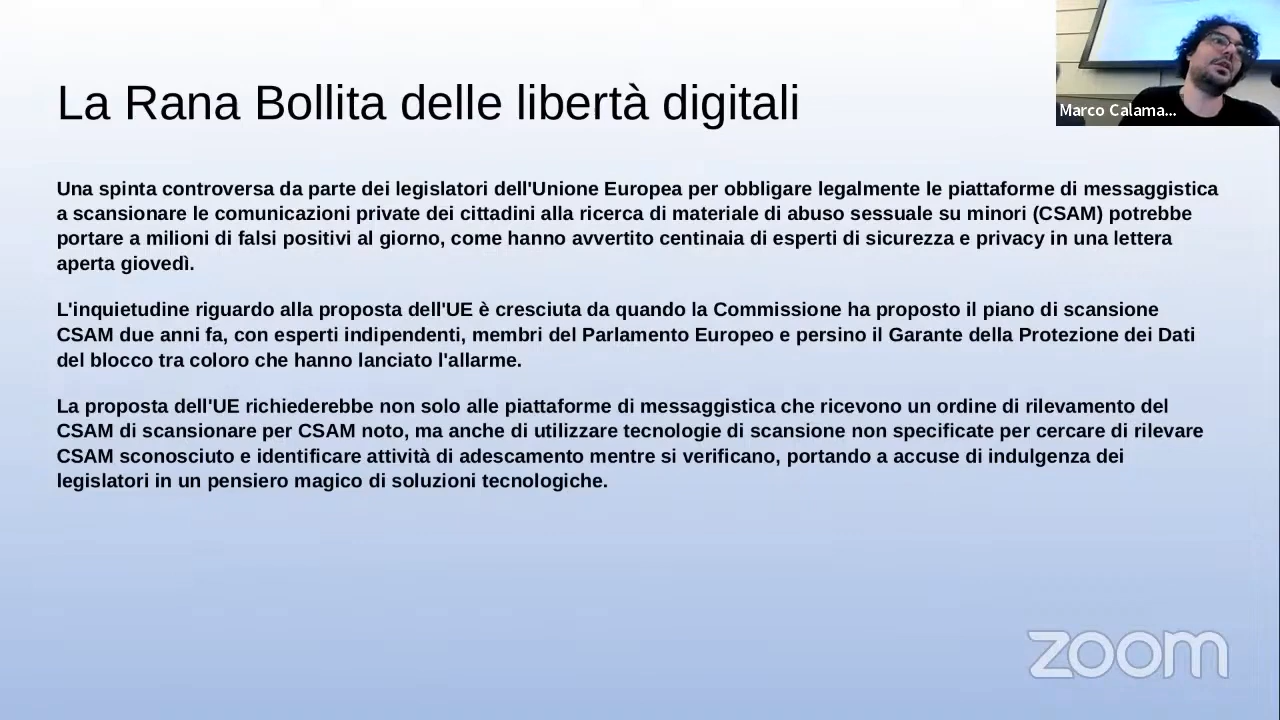 La Rana Bollita delle libertà digitali
Marco Calama...
Una spinta controversa da parte dei legislatori dell'Unione Europea per obbligare legalmente le piattaforme di messaggistica
a scansionare le comunicazioni private dei cittadini alla ricerca di materiale di abuso sessuale su minori (CSAM) potrebbe
portare a milioni di falsi positivi al giorno, come hanno avvertito centinaia di esperti di sicurezza e privacy in una lettera
aperta giovedì.
L'inquietudine riguardo alla proposta dell'UE è cresciuta da quando la Commissione ha proposto il piano di scansione
CSAM due anni fa, con esperti indipendenti, membri del Parlamento Europeo e persino il Garante della Protezione dei Dati
del blocco tra coloro che hanno lanciato l'allarme.
La proposta dell'UE richiederebbe non solo alle piattaforme di messaggistica che ricevono un ordine di rilevamento del
CSAM di scansionare per CSAM noto, ma anche di utilizzare tecnologie di scansione non specificate per cercare di rilevare
CSAM sconosciuto e identificare attività di adescamento mentre si verificano, portando a accuse di indulgenza dei
legislatori in un pensiero magico di soluzioni tecnologiche.
zoom